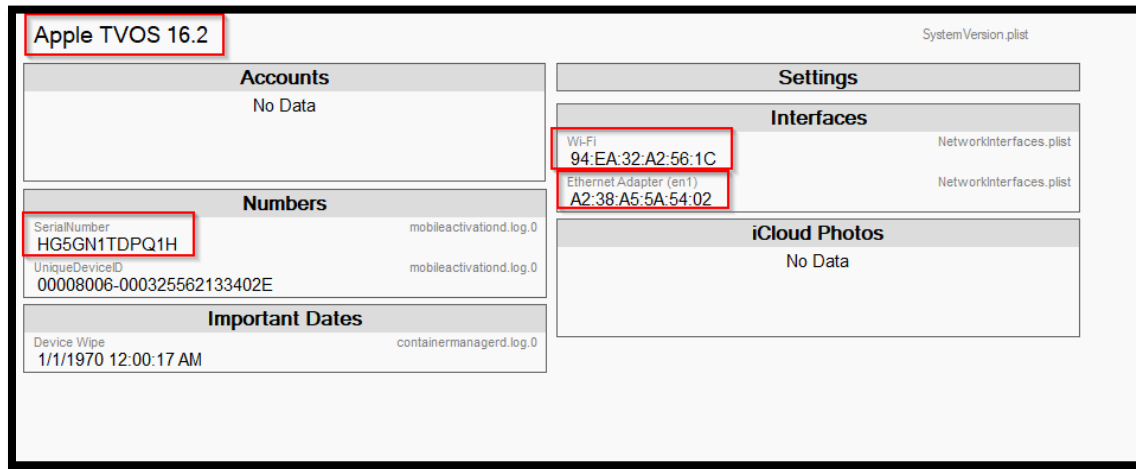 Apple TVOS 16.2
SystemVersion.plist
Accounts
No Data
Numbers
SerialNumber mobileactivationd.log.0
HG5GN1TDPQ1H
UniqueDeviceID mobileactivationd.log.0
00008006-000325562133402E
Important Dates
Device Wipe containermanagerd.log.0
1/1/1970 12:00:17 AM
Settings
Interfaces
Wi-Fi NetworkInterfaces.plist
94:EA:32:A2:56:1C
Ethernet Adapter (en1) NetworkInterfaces.plist
A2:38:A5:5A:54:02
iCloud Photos
No Data